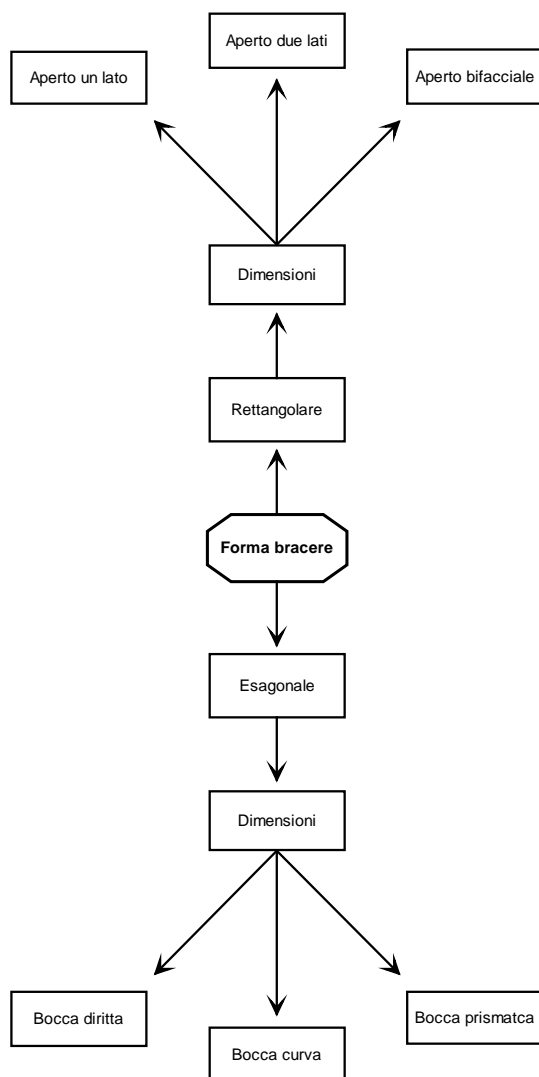 Aperto due lati
Aperto un lato
Aperto bifacciale
Dimensioni
Rettangolare
Forma bracere
Esagonale
Dimensioni
Bocca diritta
Bocca prismatca
Bocca curva